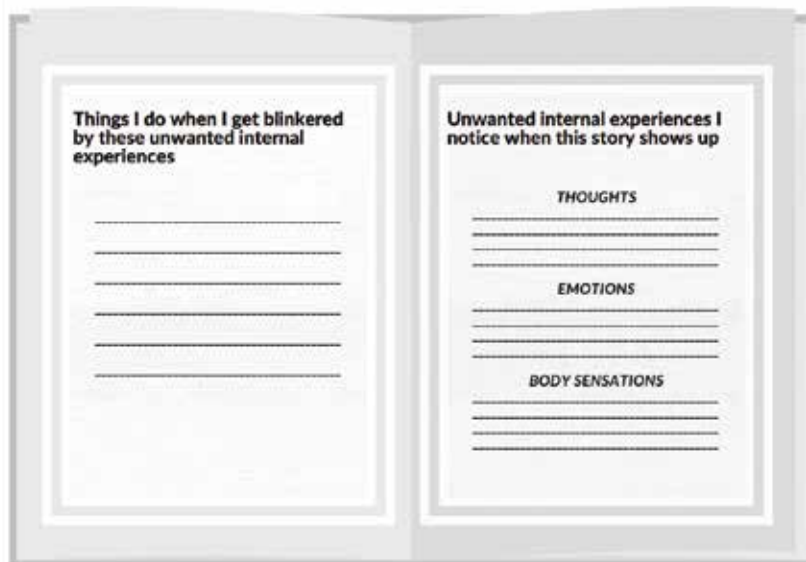 Things I do when I get blinkered
by these unwanted internal
experiences
Unwanted internal experiences I
notice when this story shows up
THOUGHTS
EMOTIONS
BODY SENSATIONS